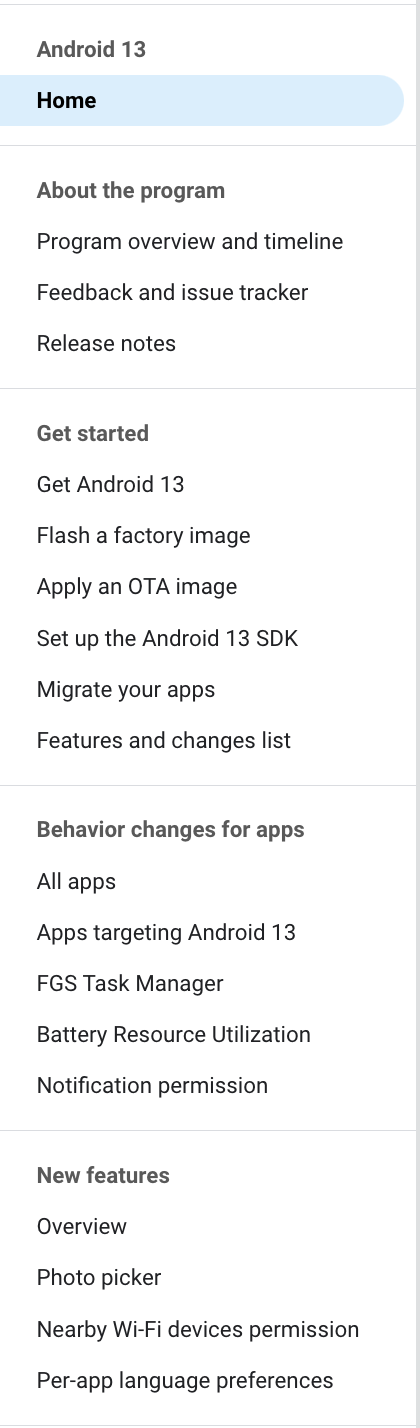 Android 13
Home
About the program
Program overview and timeline
Feedback and issue tracker
Release notes
Get started
Get Android 13
Flash a factory image
Apply an OTA image
Set up the Android 13 SDK
Migrate your apps
Features and changes list
Behavior changes for apps
All apps
Apps targeting Android 13
FGS Task Manager
Battery Resource Utilization
Notification permission
New features
Overview
Photo picker
Nearby Wi-Fi devices permission
Per-app language preferences